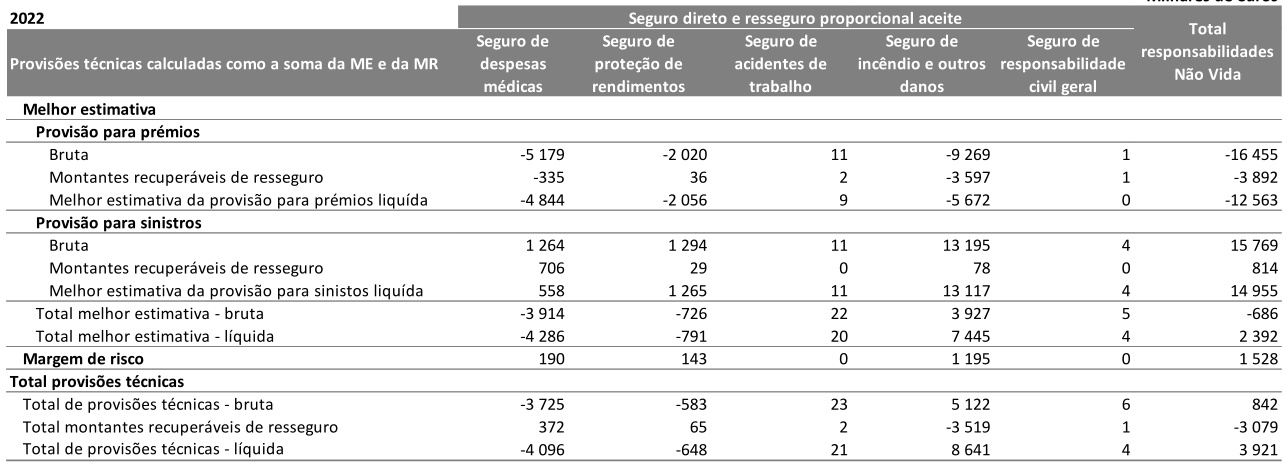 2022 Seguro direto e resseguro proporcional aceite Total responsabilidades Não Vida
Provisões técnicas calculadas como a soma da ME e da MR Seguro de despesas médicas Seguro de proteção de rendimentos Seguro de acidentes de trabalho Seguro de incêndio e outros danos Seguro de responsabilidade civil geral
Melhor estimativa
Provisão para prémios
Bruta -5 179 -2 020 11 -9 269 1 -16 455
Montantes recuperáveis de resseguro -335 36 2 -3 597 1 -3 892
Melhor estimativa da provisão para prémios liquída -4 844 -2 056 9 -5 672 0 -12 563
Provisão para sinistros
Bruta 1 264 1 294 11 13 195 4 15 769
Montantes recuperáveis de resseguro 706 29 0 78 0 814
Melhor estimativa da provisão para sinistos liquída 558 1 265 11 13 117 4 14 955
Total melhor estimativa - bruta -3 914 -726 22 3 927 5 -686
Total melhor estimativa - líquida -4 286 -791 20 7 445 4 2 392
Margem de risco 190 143 0 1 195 0 1 528
Total provisões técnicas
Total de provisões técnicas - bruta -3 725 -583 23 5 122 6 842
Total montantes recuperáveis de resseguro 372 65 2 -3 519 1 -3 079
Total de provisões técnicas - líquida -4 096 -648 21 8 641 4 3 921